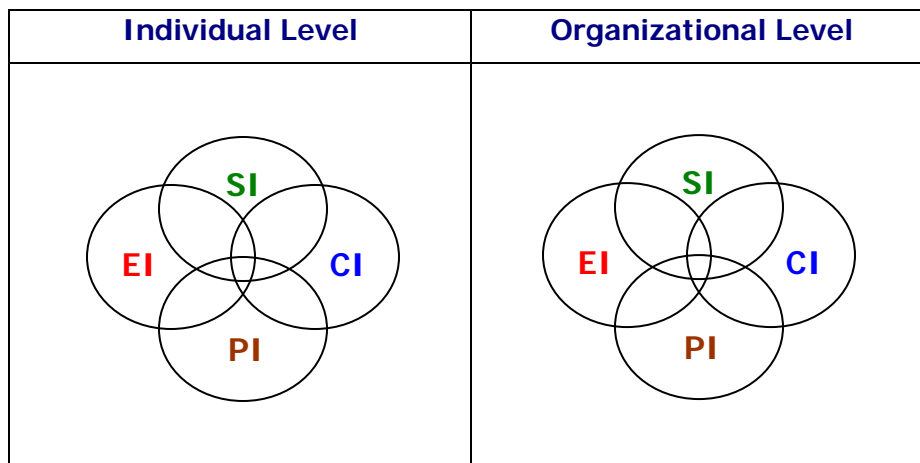 Individual Level
Organizational Level
SI
EI
CI
PI
SI
EI
CI
PI